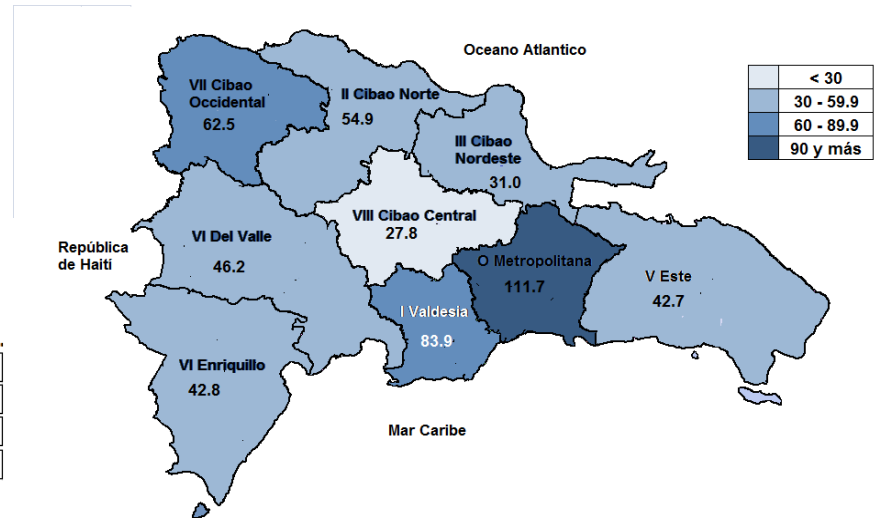 Oceano Atlantico
< 30
30 - 59.9
60 - 89.9
90 y más
VII Cibao
Occidental
62.5
II Cibao Norte
54.9
III Cibao
Nordeste
31.0
VIII Cibao Central
27.8
República
de Haití
VI Del Valle
46.2
O Metropolitana
111.7
V Este
42.7
I Valdesia
83.9
VI Enriquillo
42.8
Mar Caribe